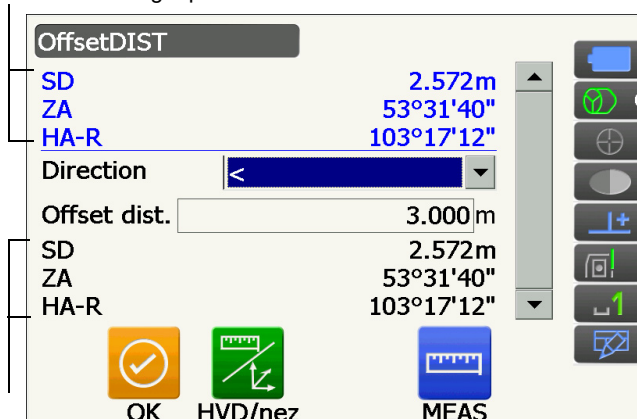 OffsetDIST
SD 2.572m
ZA 53°31'40"
HA-R 103°17'12"
Direction <
Offset dist. 3.000 m
SD 2.572m
ZA 53°31'40"
HA-R 103°17'12"
OK HVD/nez MEAS